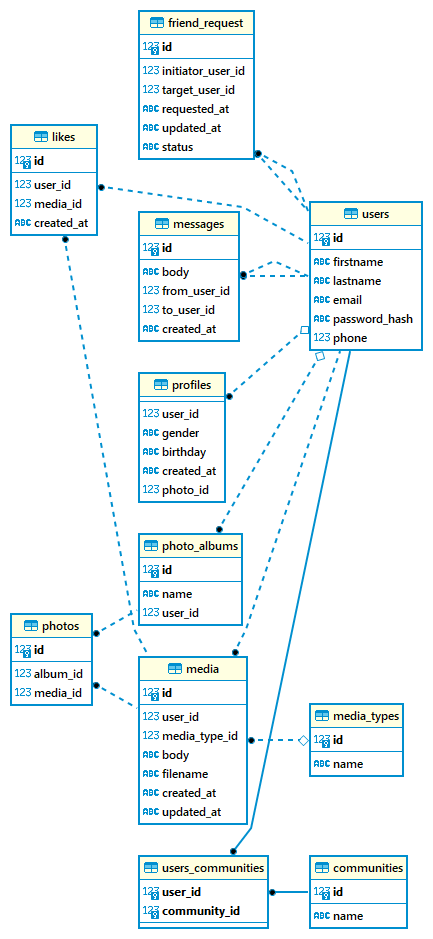 friend_request
123 id
123 initiator_user_id
123 target_user_id
ABC requested_at
ABC updated_at
ABC status
likes
123 id
123 user_id
123 media_id
ABC created_at
users
123 id
ABC firstname
ABC lastname
ABC email
ABC password_hash
123 phone
messages
123 id
ABC body
123 from_user_id
123 to_user_id
ABC created_at
profiles
123 user_id
ABC gender
ABC birthday
ABC created_at
123 photo_id
photo_albums
123 id
ABC name
123 user_id
photos
123 id
123 album_id
123 media_id
media
123 id
123 user_id
123 media_type_id
ABC body
ABC filename
ABC created_at
ABC updated_at
media_types
123 id
ABC name
users_communities
123 user_id
123 community_id
communities
123 id
ABC name